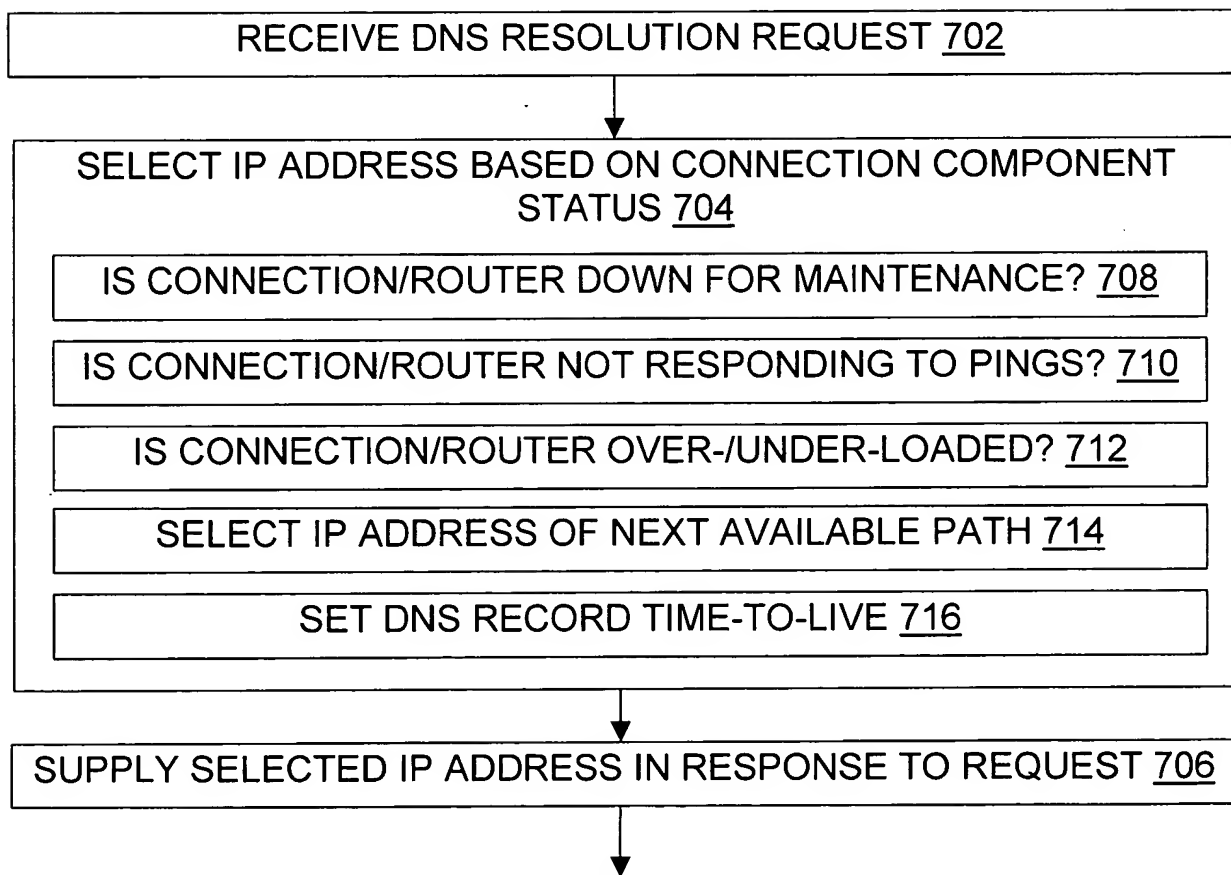 RECEIVE DNS RESOLUTION REQUEST 702
SELECT IP ADDRESS BASED ON CONNECTION COMPONENT
STATUS 704
IS CONNECTION/ROUTER DOWN FOR MAINTENANCE? 708
IS CONNECTION/ROUTER NOT RESPONDING TO PINGS? 710
IS CONNECTION/ROUTER OVER-/UNDER-LOADED? 712
SELECT IP ADDRESS OF NEXT AVAILABLE PATH 714
SET DNS RECORD TIME-TO-LIVE 716
SUPPLY SELECTED IP ADDRESS IN RESPONSE TO REQUEST 706